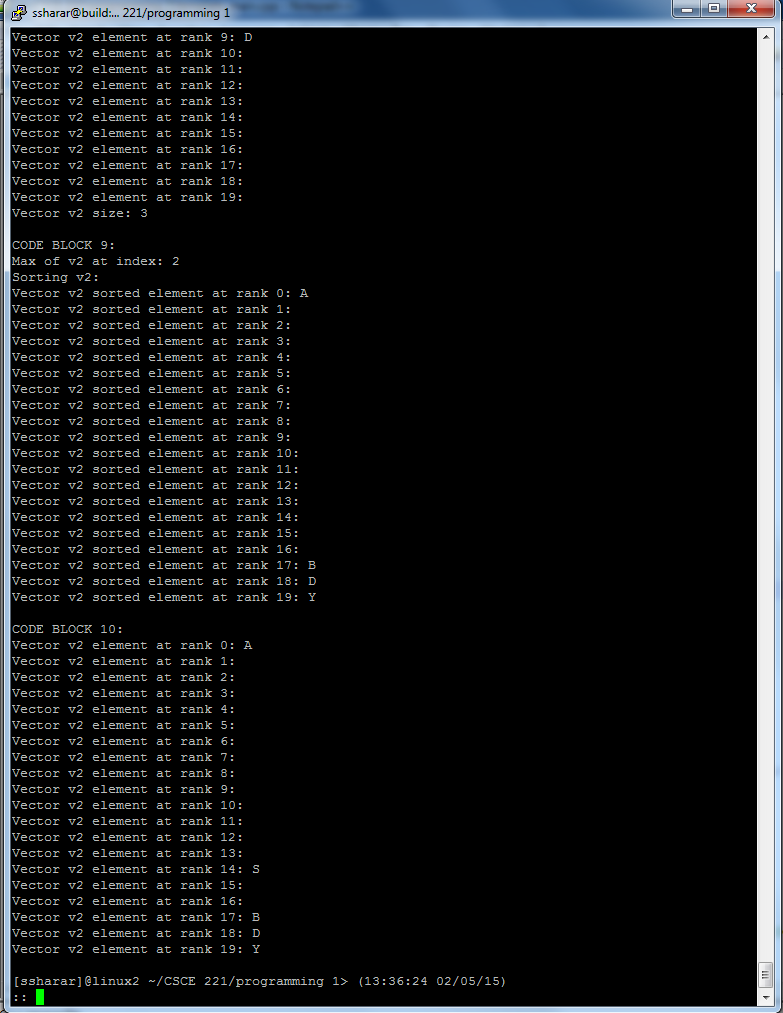 ssharar@build:... 221/programming 1
Vector v2 element at rank 9: D
Vector v2 element at rank 10:
Vector v2 element at rank 11:
Vector v2 element at rank 12:
Vector v2 element at rank 13:
Vector v2 element at rank 14:
Vector v2 element at rank 15:
Vector v2 element at rank 16:
Vector v2 element at rank 17:
Vector v2 element at rank 18:
Vector v2 element at rank 19:
Vector v2 size: 3
CODE BLOCK 9:
Max of v2 at index: 2
Sorting v2:
Vector v2 sorted element at rank 0: A
Vector v2 sorted element at rank 1:
Vector v2 sorted element at rank 2:
Vector v2 sorted element at rank 3:
Vector v2 sorted element at rank 4:
Vector v2 sorted element at rank 5:
Vector v2 sorted element at rank 6:
Vector v2 sorted element at rank 7:
Vector v2 sorted element at rank 8:
Vector v2 sorted element at rank 9:
Vector v2 sorted element at rank 10:
Vector v2 sorted element at rank 11:
Vector v2 sorted element at rank 12:
Vector v2 sorted element at rank 13:
Vector v2 sorted element at rank 14:
Vector v2 sorted element at rank 15:
Vector v2 sorted element at rank 16:
Vector v2 sorted element at rank 17: B
Vector v2 sorted element at rank 18: D
Vector v2 sorted element at rank 19: Y
CODE BLOCK 10:
Vector v2 element at rank 0: A
Vector v2 element at rank 1:
Vector v2 element at rank 2:
Vector v2 element at rank 3:
Vector v2 element at rank 4:
Vector v2 element at rank 5:
Vector v2 element at rank 6:
Vector v2 element at rank 7:
Vector v2 element at rank 8:
Vector v2 element at rank 9:
Vector v2 element at rank 10:
Vector v2 element at rank 11:
Vector v2 element at rank 12:
Vector v2 element at rank 13:
Vector v2 element at rank 14: S
Vector v2 element at rank 15:
Vector v2 element at rank 16:
Vector v2 element at rank 17: B
Vector v2 element at rank 18: D
Vector v2 element at rank 19: Y
[ssharar]@linux2 ~/CSCE 221/programming 1> (13:36:24 02/05/15)
::